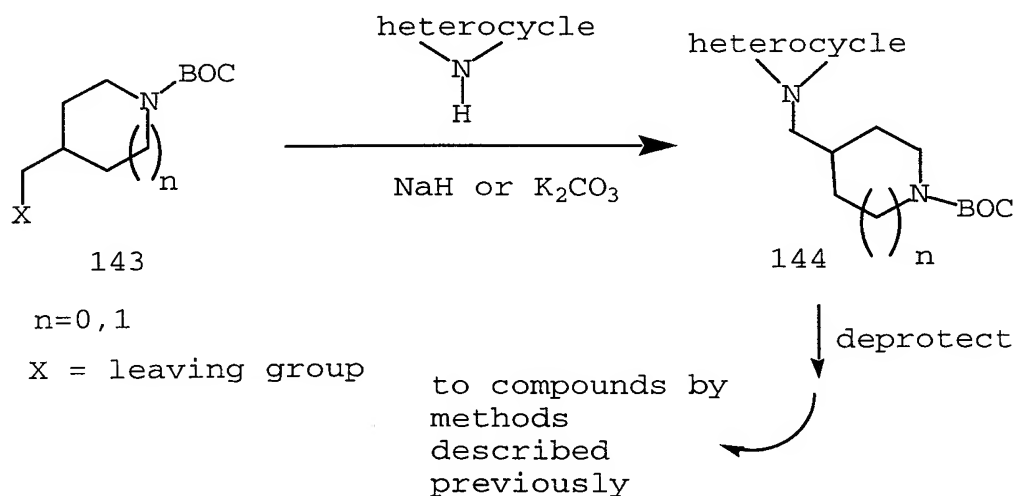 heterocycle
N
H
BOC
N
n
X
143
n=0,1
X = leaving group
NaH or K₂CO₃
heterocycle
N
N
BOC
n
144
deprotect
to compounds by
methods
described
previously